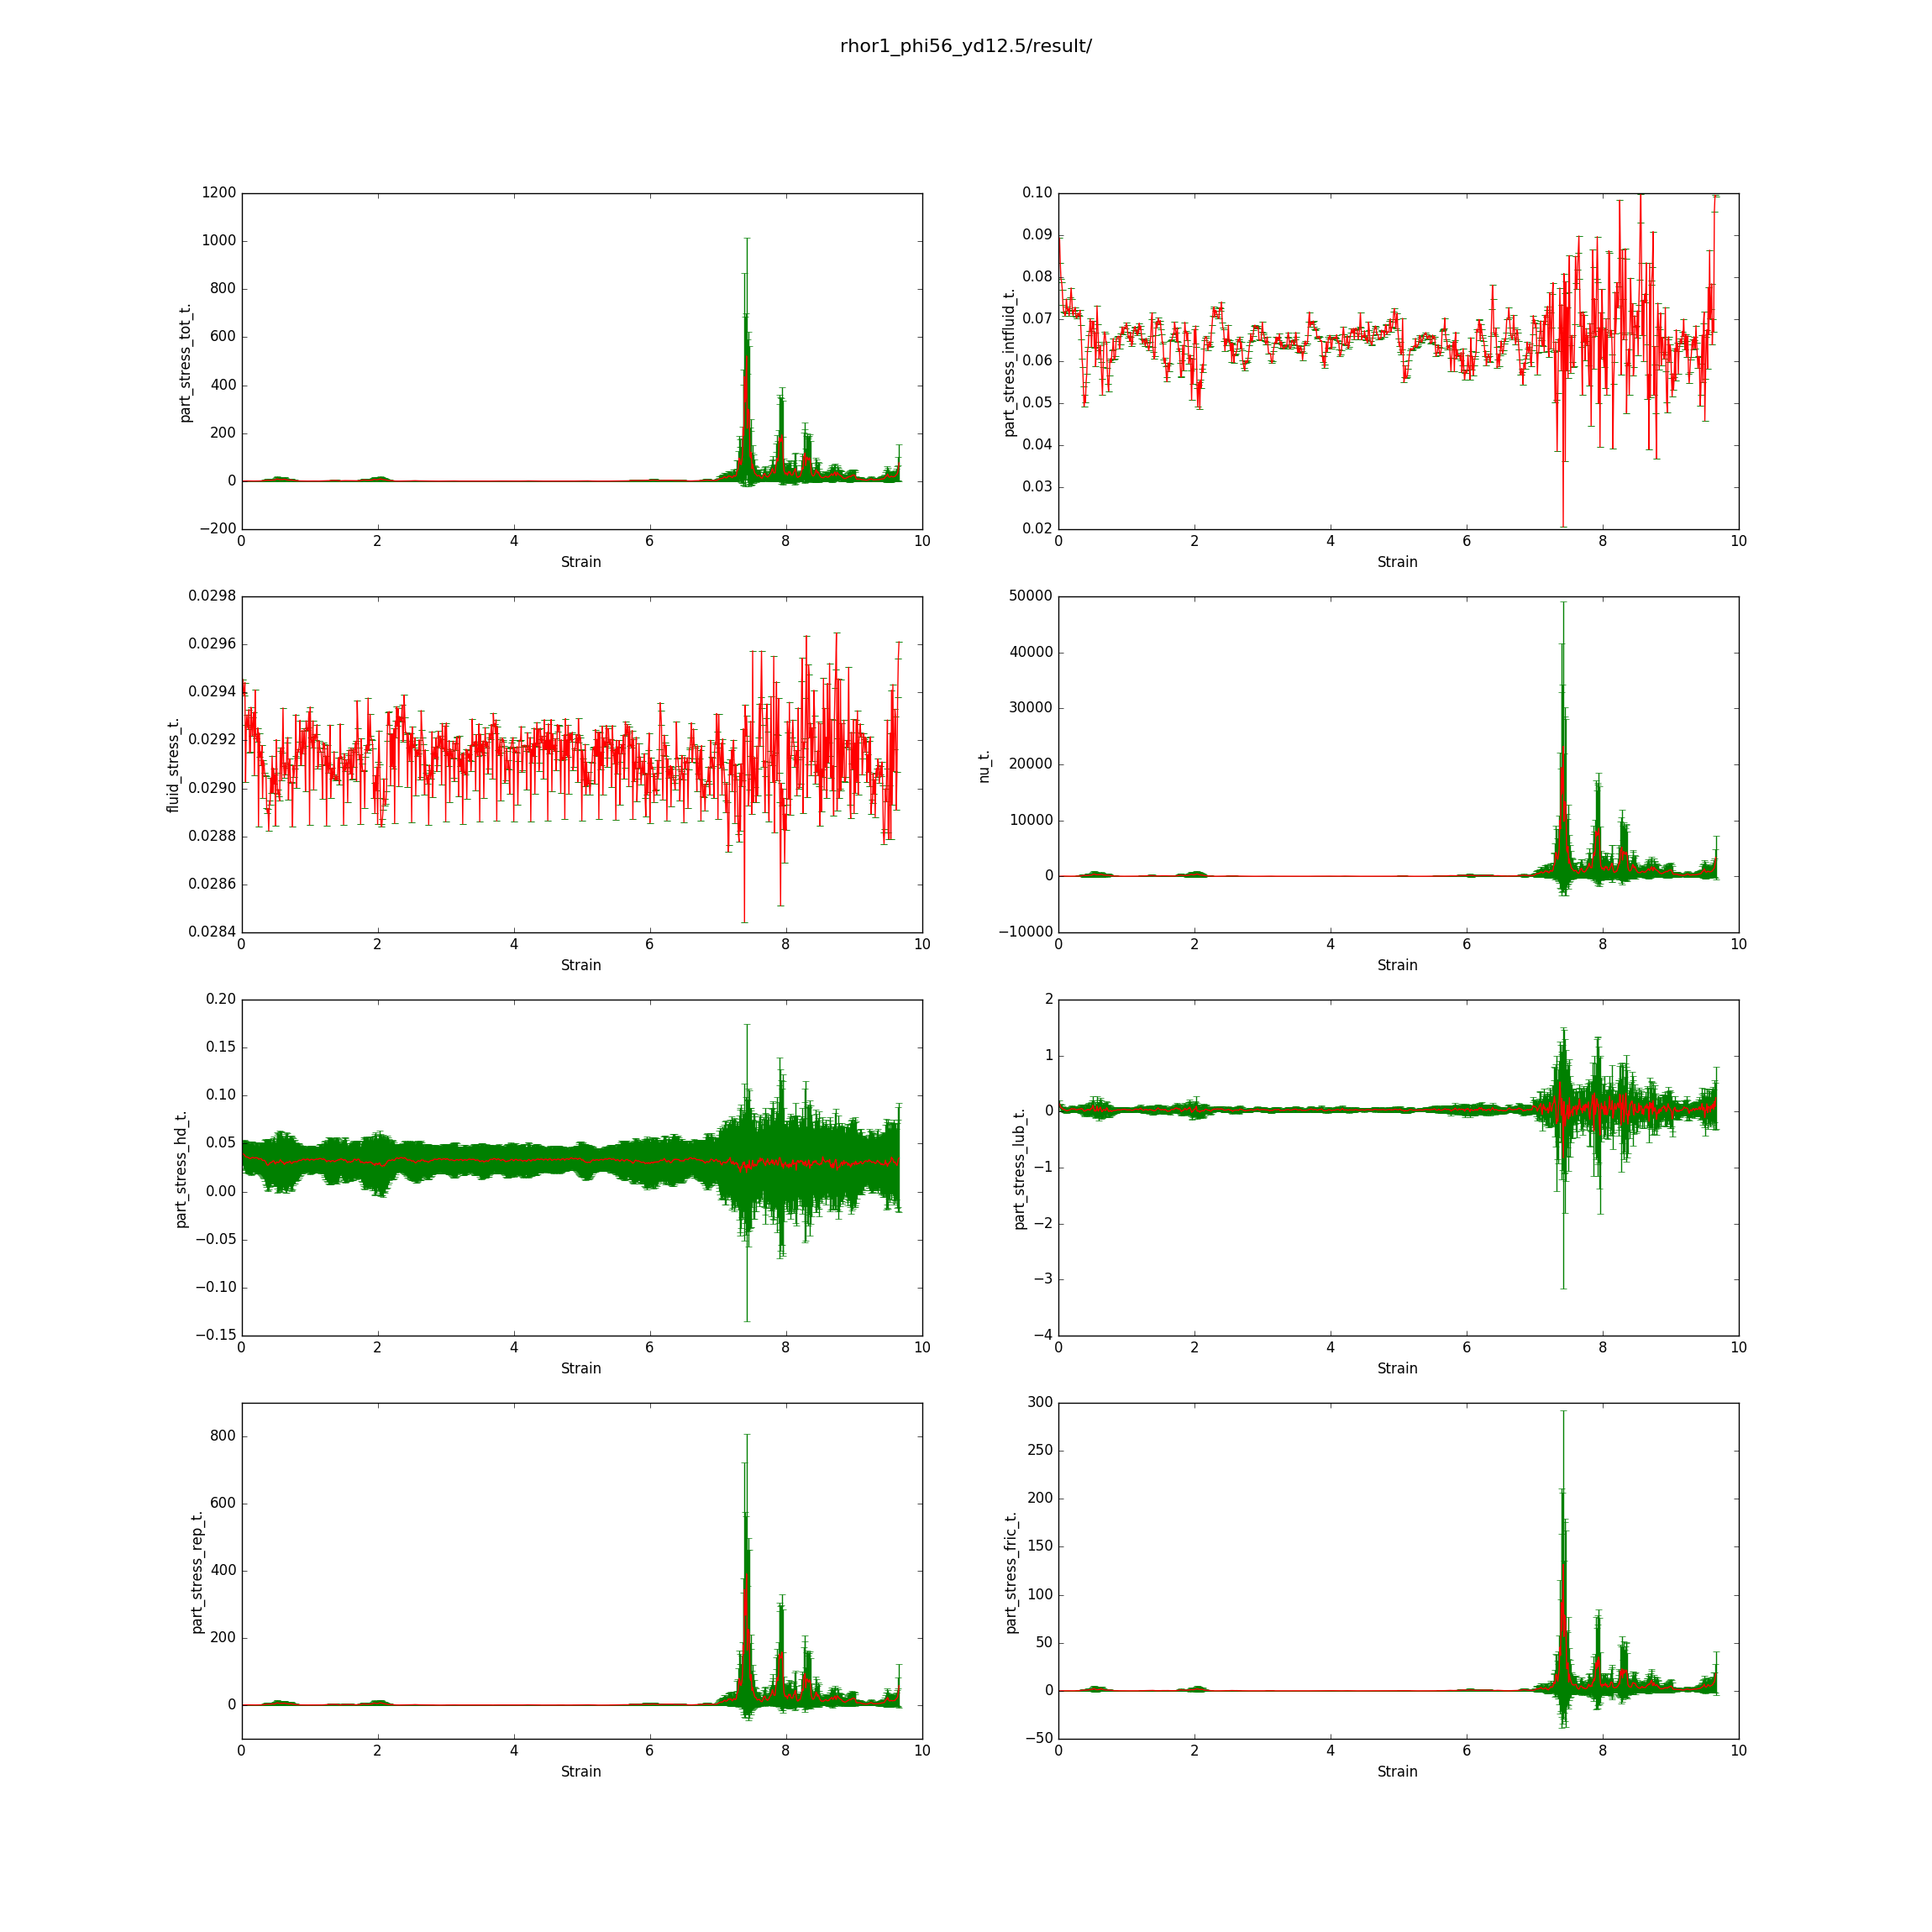 rhor1_phi56_yd12.5/result/
1200
1000
800
600
400
200
0
−200
part_stress_tot_t.
0 2 4 6 8 10
Strain
0.10
0.09
0.08
0.07
0.06
0.05
0.04
0.03
0.02
part_stress_intfluid_t.
0 2 4 6 8 10
Strain
0.0298
0.0296
0.0294
0.0292
0.0290
0.0288
0.0286
0.0284
fluid_stress_t.
0 2 4 6 8 10
Strain
50000
40000
30000
20000
10000
0
−10000
nu_t.
0 2 4 6 8 10
Strain
0.20
0.15
0.10
0.05
0.00
−0.05
−0.10
−0.15
part_stress_hd_t.
0 2 4 6 8 10
Strain
2
1
0
−1
−2
−3
−4
part_stress_lub_t.
0 2 4 6 8 10
Strain
800
600
400
200
0
part_stress_rep_t.
0 2 4 6 8 10
Strain
300
250
200
150
100
50
0
−50
part_stress_fric_t.
0 2 4 6 8 10
Strain